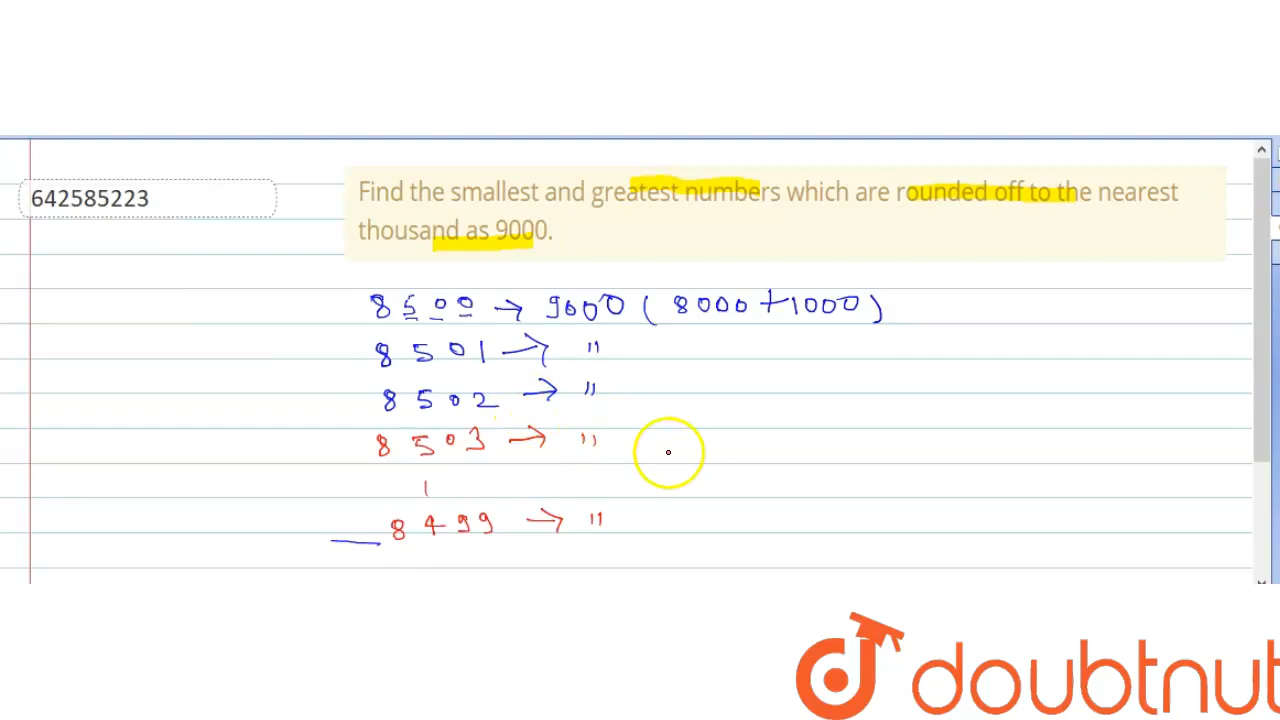 642585223
Find the smallest and greatest numbers which are rounded off to the nearest
thousand as 9000.
8500 → 9000 (8000+1000)
8501 → "
8502 → "
8503 → "
8499 → "
doubtnut